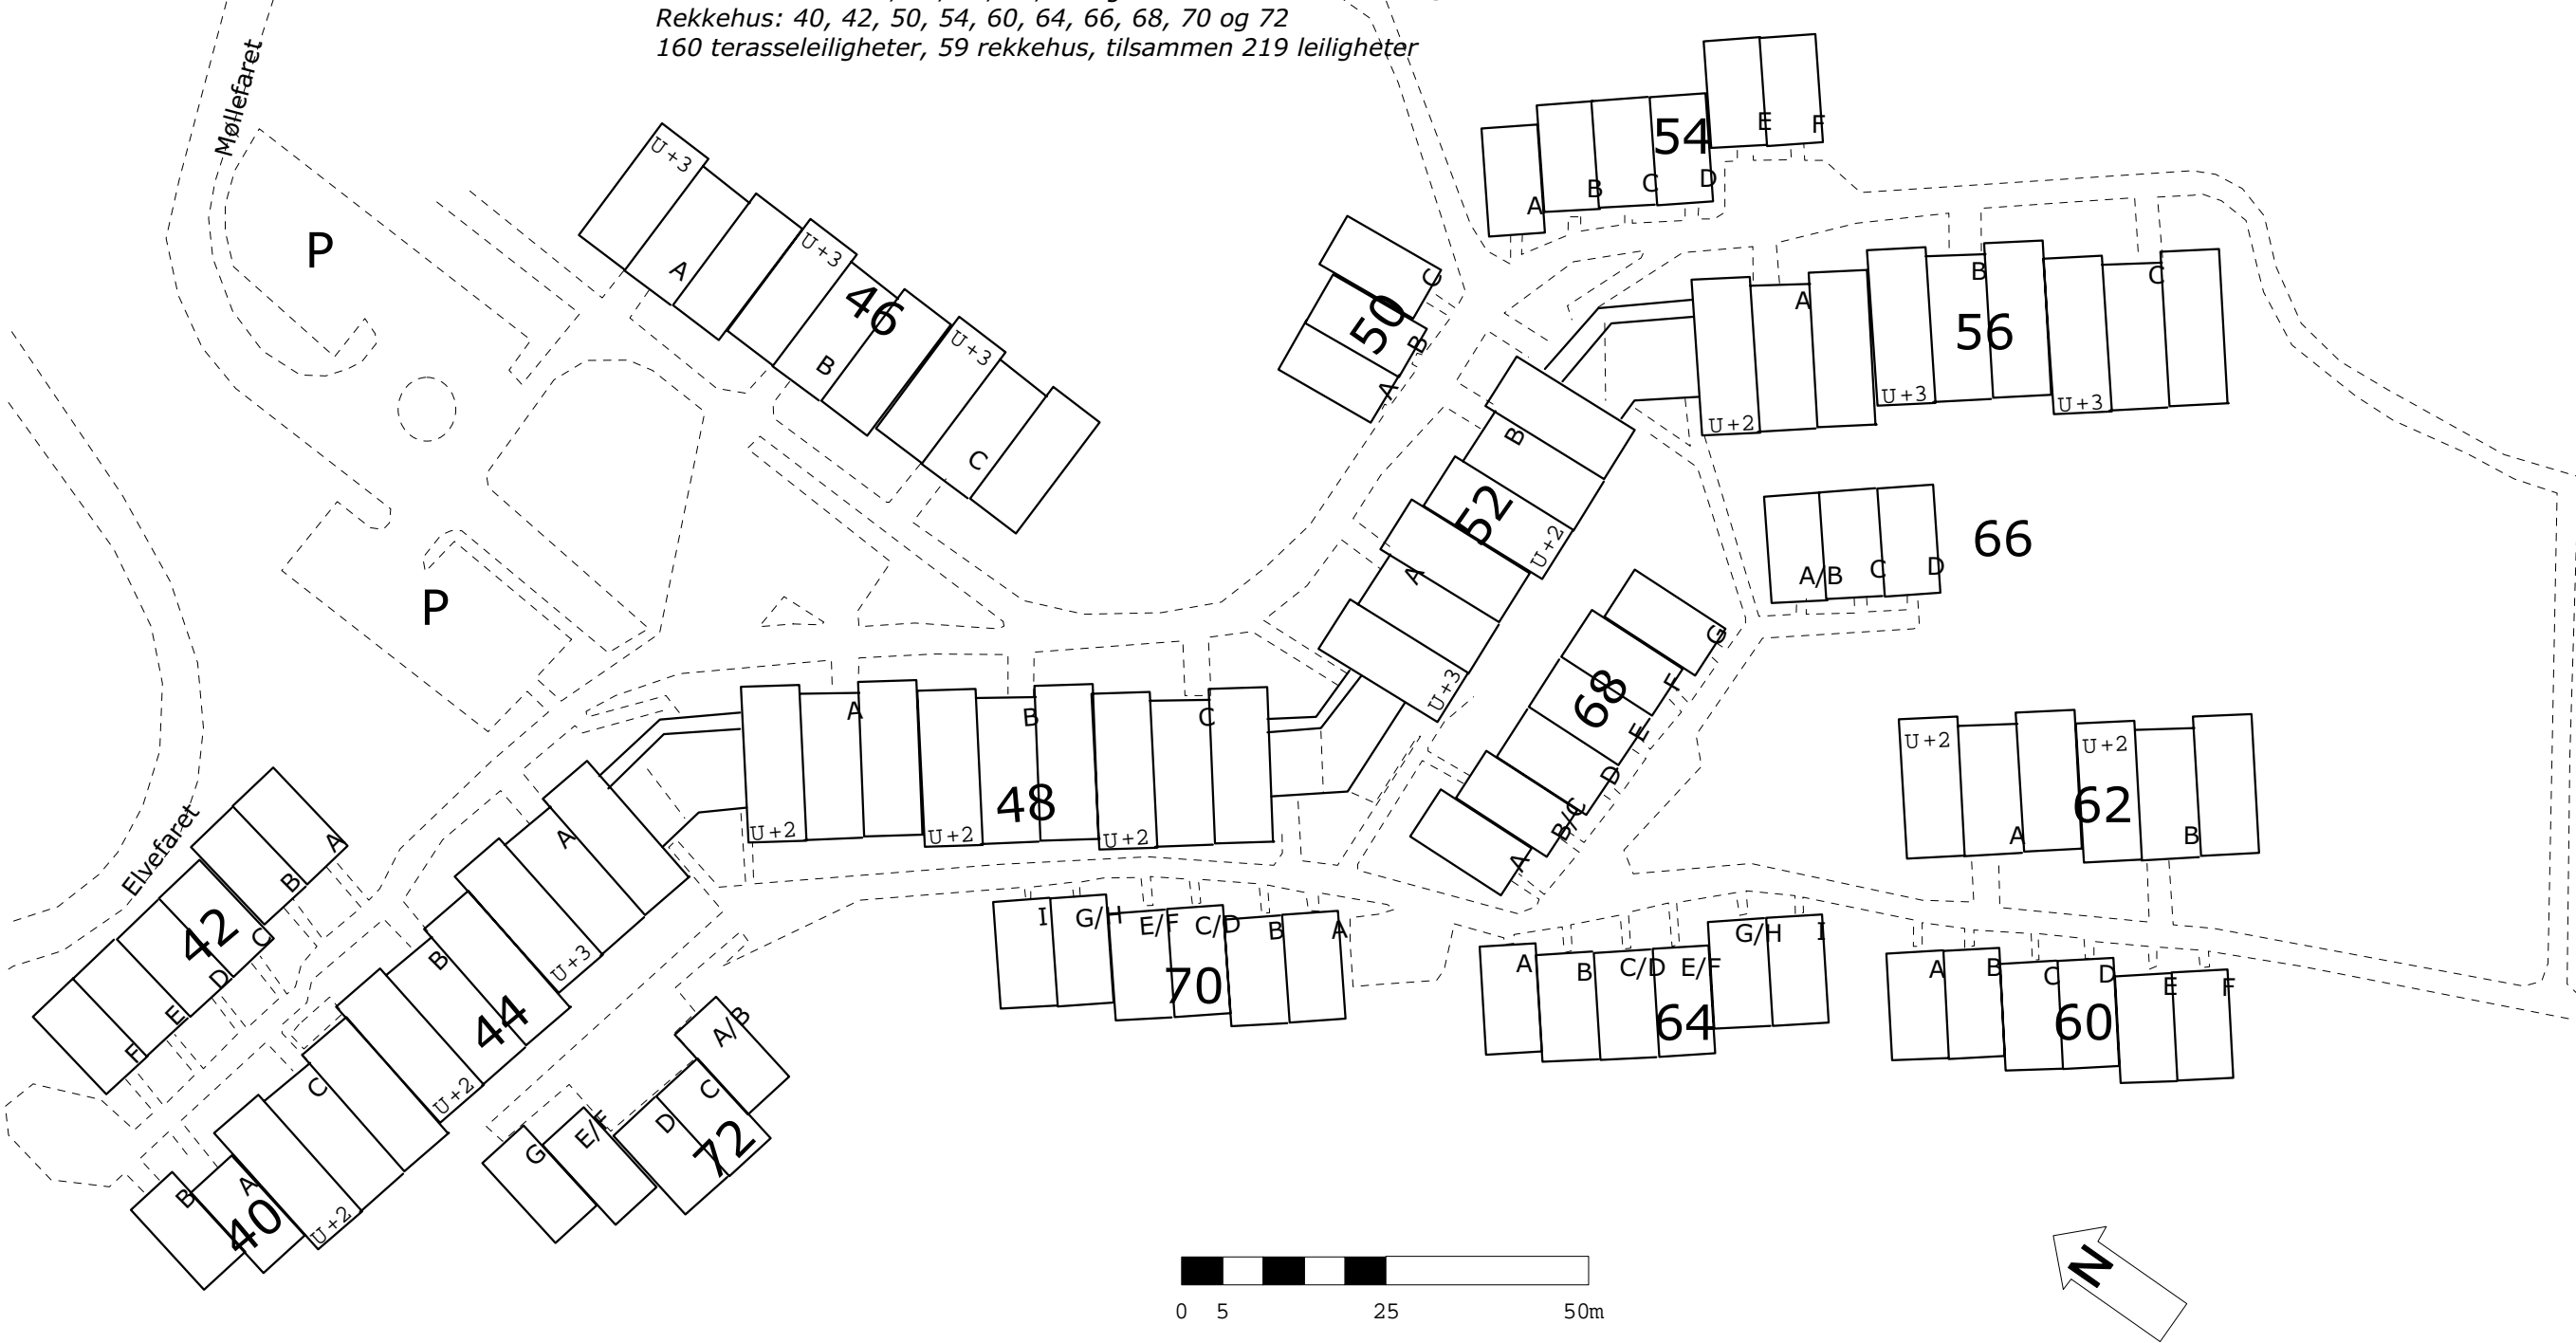 Rekkehus: 40, 42, 50, 54, 60, 64, 66, 68, 70 og 72
160 terasseleiligheter, 59 rekkehus, tilsammen 219 leiligheter
Møllefaret
P
P
Elvefaret
U+3
A
U+3
46
B
U+3
C
54
A
B
C
D
E
F
50
A
B
C
56
A
B
C
U+2
U+3
U+3
52
B
A
U+2
U+3
66
A/B
C
D
68
G
F
E
D
B/C
A
48
A
B
C
U+2
U+2
U+2
62
U+2
U+2
A
B
42
A
B
C
D
E
F
44
A
B
C
U+3
U+2
U+2
40
B
A
72
A/B
C
D
E/F
G
70
I
G/H
E/F
C/D
B
A
64
A
B
C/D
E/F
G/H
I
60
A
B
C
D
E
F
0 5 25 50m
N